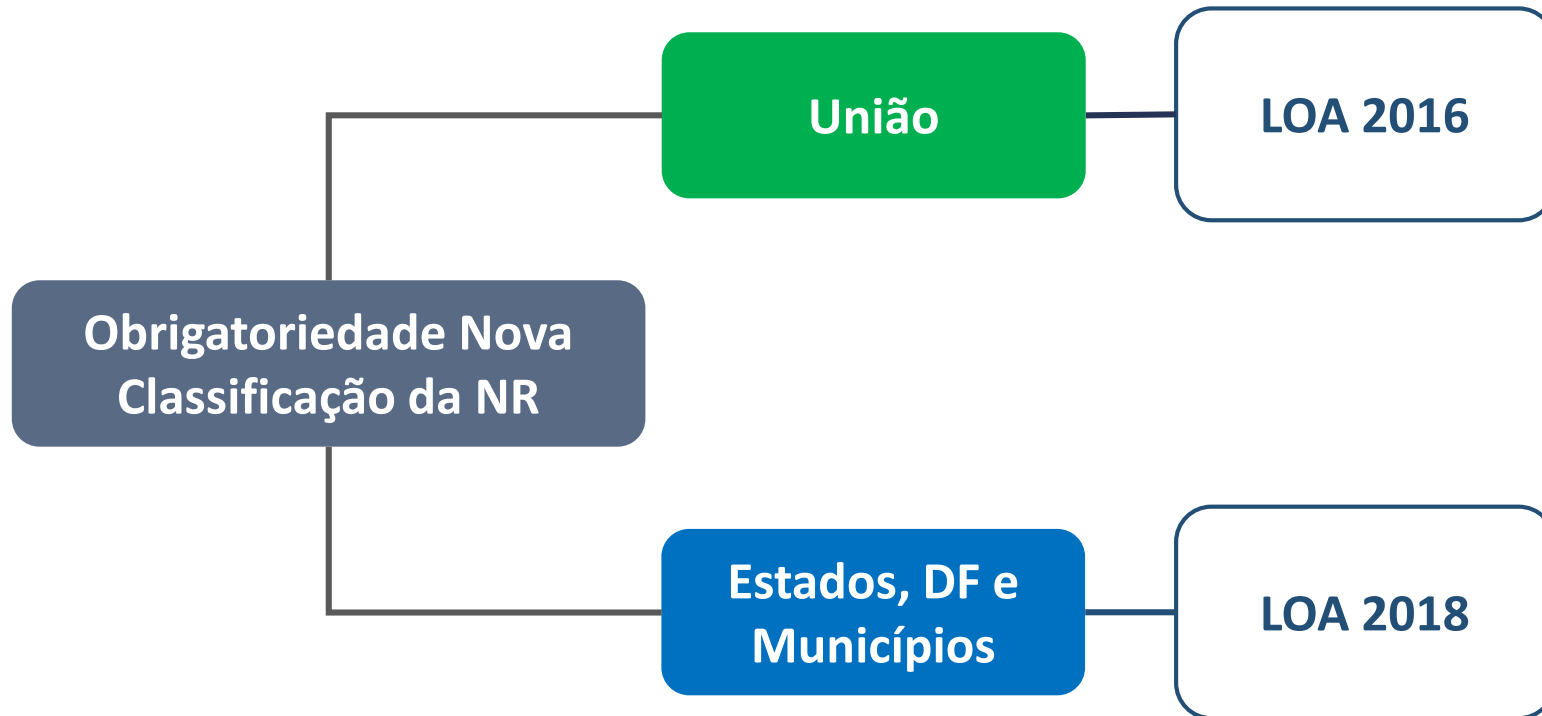 União
LOA 2016
Obrigatoriedade Nova
Classificação da NR
Estados, DF e
Municípios
LOA 2018